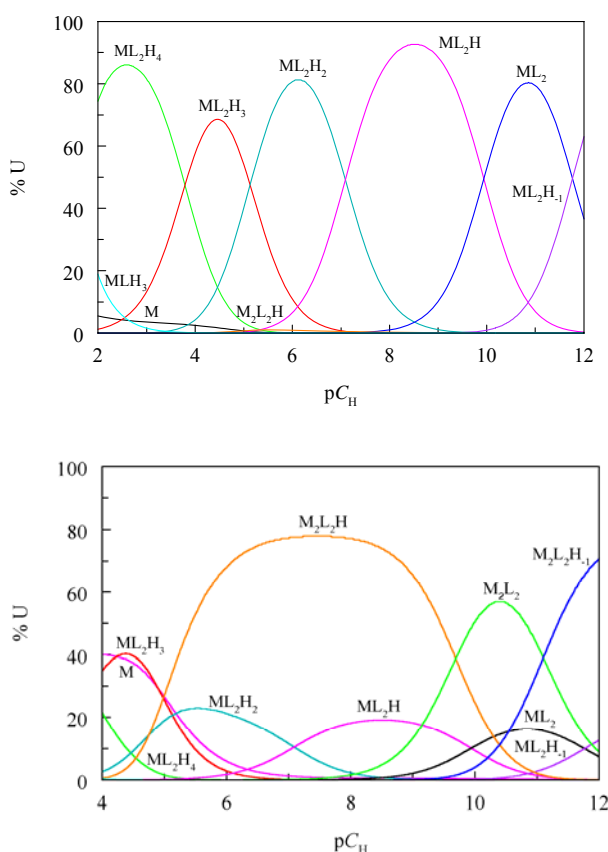 100
80
60
40
20
0
% U
ML₂H₄
ML₂H₃
ML₂H₂
ML₂H
ML₂
ML₂H₋₁
MLH₃
M
M₂L₂H
2 4 6 8 10 12
pC_H
100
80
60
40
20
0
% U
M₂L₂H
M₂L₂H₋₁
M₂L₂
ML₂H₃
M
ML₂H₂
ML₂H
ML₂
ML₂H₋₁
ML₂H₄
4 6 8 10 12
pC_H